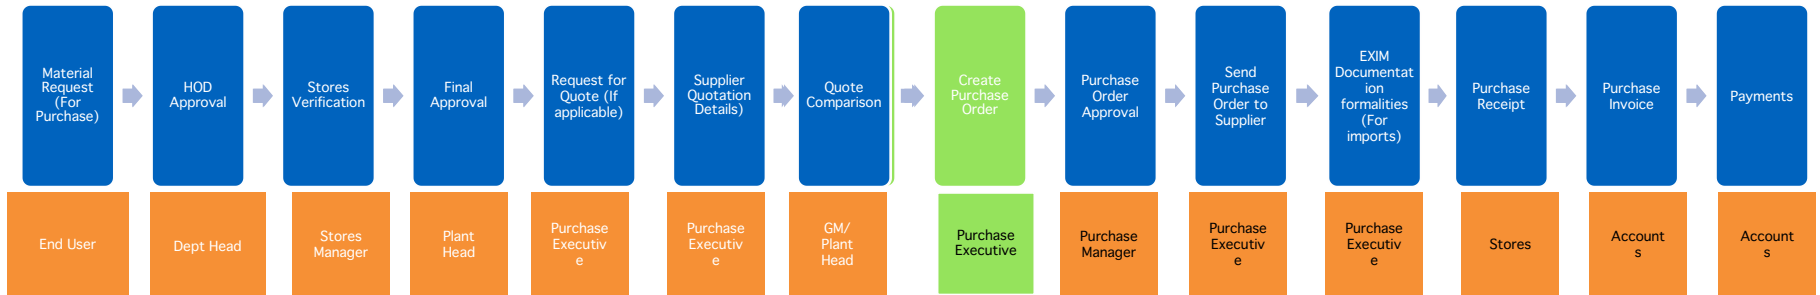 Material
Request
(For
Purchase)
HOD
Approval
Stores
Verification
Final
Approval
Request for
Quote (If
applicable)
Supplier
Quotation
Details)
Quote
Comparison
Create
Purchase
Order
Purchase
Order
Approval
Send
Purchase
Order to
Supplier
EXIM
Documentat
ion
formalities
(For
imports)
Purchase
Receipt
Purchase
Invoice
Payments
End User
Dept Head
Stores
Manager
Plant
Head
Purchase
Executiv
e
Purchase
Executiv
e
GM/
Plant
Head
Purchase
Executive
Purchase
Manager
Purchase
Executiv
e
Purchase
Executiv
e
Stores
Account
s
Account
s